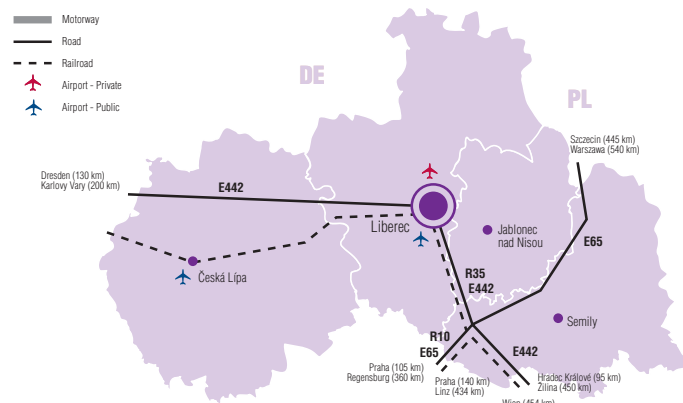 Motorway
Road
Railroad
Airport - Private
Airport - Public
DE
PL
Szczecin (445 km)
Warszawa (540 km)
Dresden (130 km)
Karlovy Vary (200 km)
E442
Liberec
Jablonec
nad Nisou
E65
Česká Lípa
R35
E442
Semily
R10
E65
E442
Praha (105 km)
Regensburg (360 km)
Praha (140 km)
Linz (434 km)
Hradec Králové (95 km)
Žilina (450 km)
Wien (454